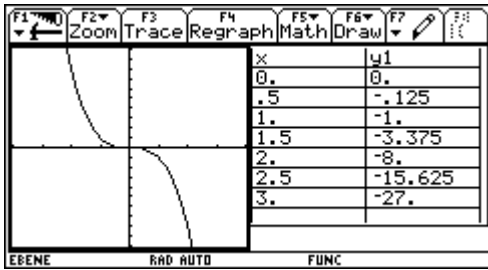 F1 F2 F3 F4 F5 F6 F7
Zoom Trace Regraph Math Draw
x y1
0. 0.
.5 -.125
1. -1.
1.5 -3.375
2. -8.
2.5 -15.625
3. -27.
EBENE RAD AUTO FUNC